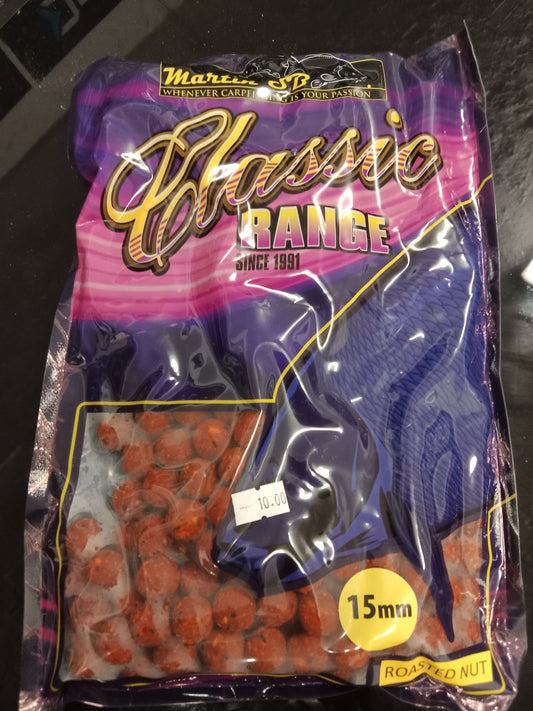 Martin SB
WHENEVER CARPFISHING IS YOUR PASSION
Classic
RANGE
SINCE 1991
10.00
15mm
ROASTED NUT